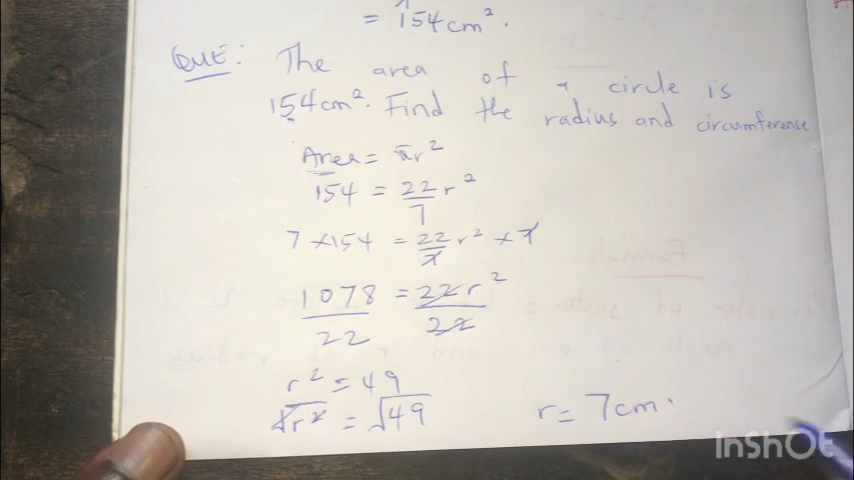 = 154cm².
QUE: The area of a circle is
154cm². Find the radius and circumference
Area = πr²
154 = 22/7 r²
7 × 154 = 22/7 r² × 7
1078/22 = 22r²/22
r² = 49
√r² = √49 r = 7cm.
InShOt